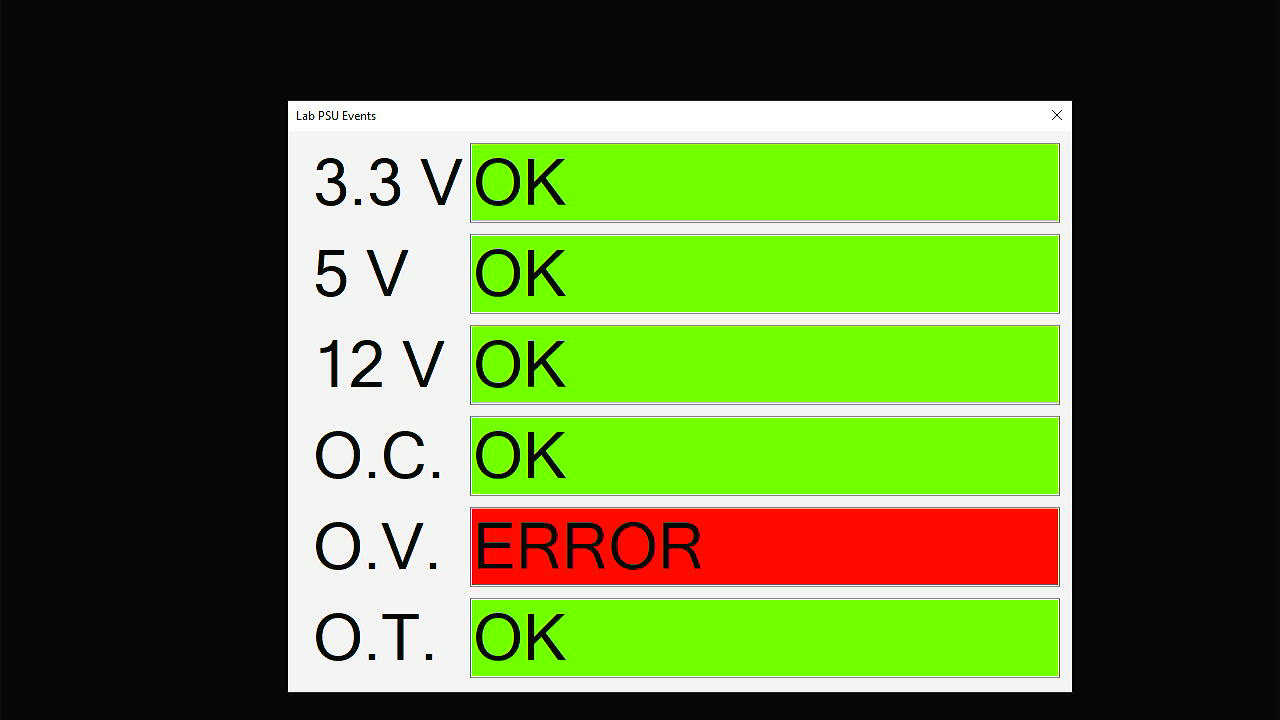 Lab PSU Events
3.3 V OK
5 V OK
12 V OK
O.C. OK
O.V. ERROR
O.T. OK